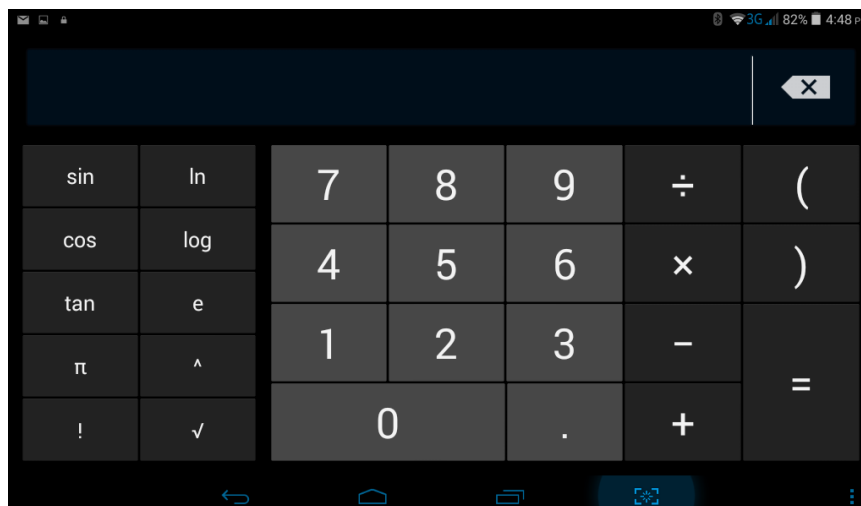 3G 82% 4:48 P
sin ln 7 8 9 ÷ (
cos log 4 5 6 × )
tan e 1 2 3 −
π ^ =
! √ 0 . +